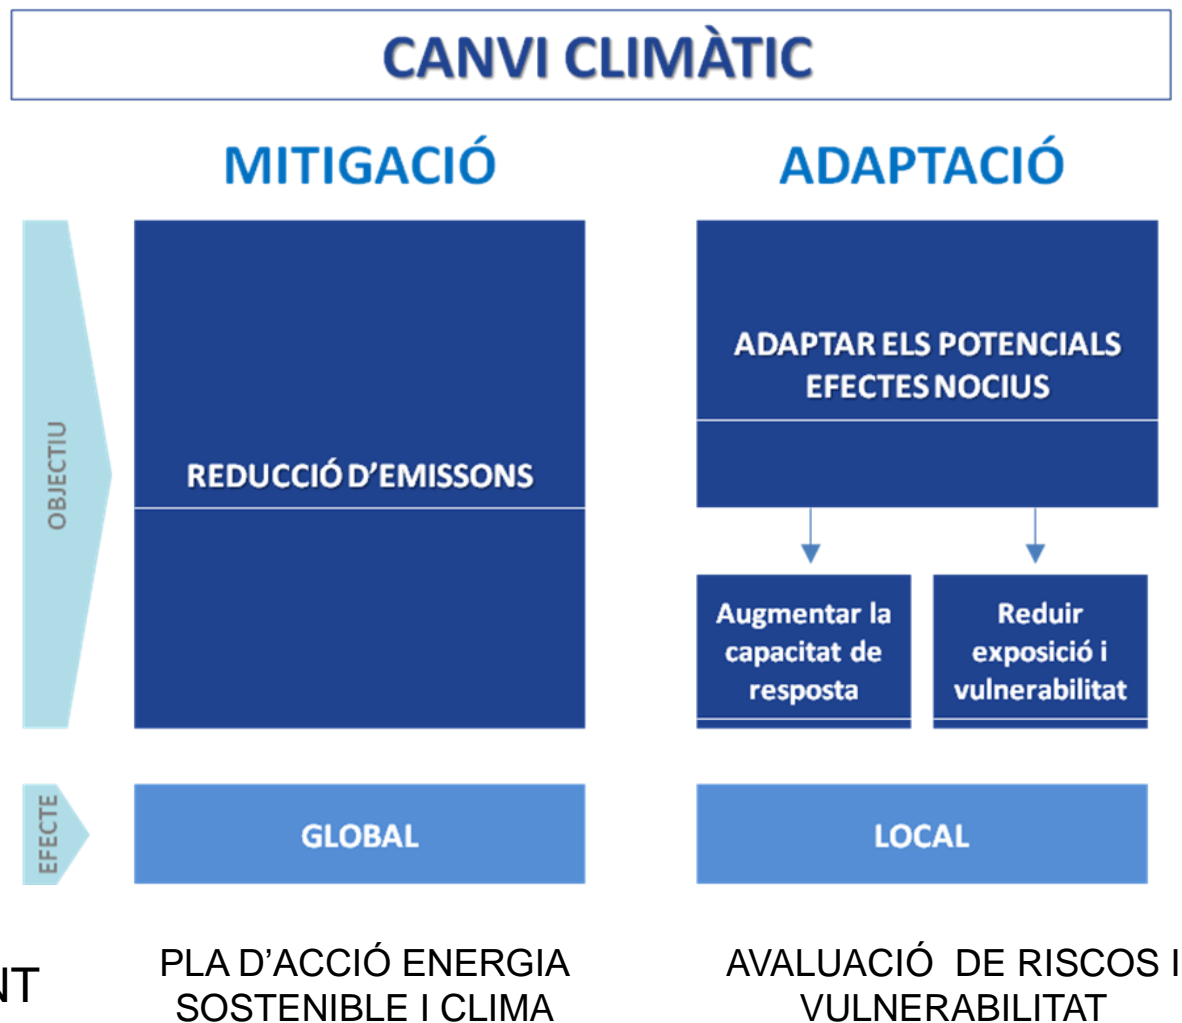 CANVI CLIMÀTIC
MITIGACIÓ
ADAPTACIÓ
OBJECTIU
REDUCCIÓ D’EMISSONS
ADAPTAR ELS POTENCIALS
EFECTES NOCIUS
Augmentar la
capacitat de
resposta
Reduir
exposició i
vulnerabilitat
EFECTE
GLOBAL
LOCAL
NT
PLA D’ACCIÓ ENERGIA
SOSTENIBLE I CLIMA
AVALUACIÓ DE RISCOS I
VULNERABILITAT